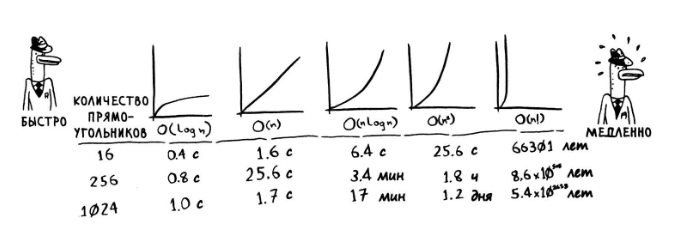 БЫСТРО
КОЛИЧЕСТВО
ПРЯМО-
УГОЛЬНИКОВ
O(log n)
O(n)
O(n log n)
O(n²)
O(n!)
МЕДЛЕННО
16 0.4 с 1.6 с 6.4 с 25.6 с 66301 лет
256 0.8 с 25.6 с 3.4 мин 1.8 ч 8,6×10⁵⁰⁵ лет
1024 1.0 с 1.7 с 17 мин 1.2 дня 5.4×10²⁶³⁸ лет